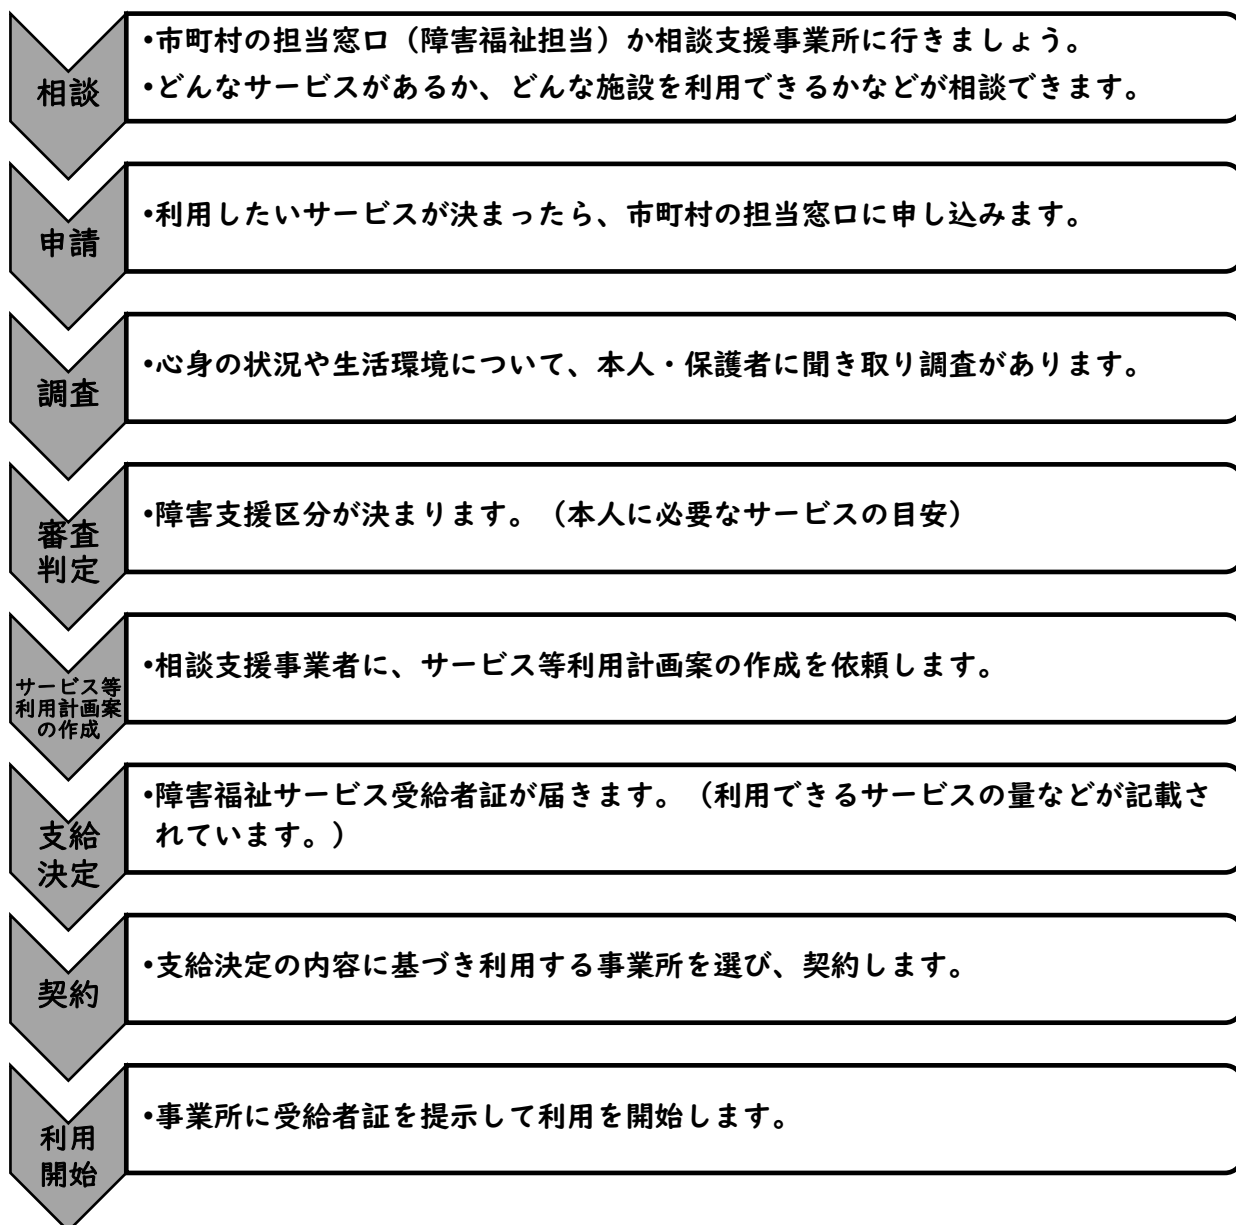 相談
•市町村の担当窓口（障害福祉担当）か相談支援事業所に行きましょう。
•どんなサービスがあるか、どんな施設を利用できるかなどが相談できます。
申請
•利用したいサービスが決まったら、市町村の担当窓口に申し込みます。
調査
•心身の状況や生活環境について、本人・保護者に聞き取り調査があります。
審査
判定
•障害支援区分が決まります。（本人に必要なサービスの目安）
サービス等
利用計画案
の作成
•相談支援事業者に、サービス等利用計画案の作成を依頼します。
支給
決定
•障害福祉サービス受給者証が届きます。（利用できるサービスの量などが記載さ
れています。）
契約
•支給決定の内容に基づき利用する事業所を選び、契約します。
利用
開始
•事業所に受給者証を提示して利用を開始します。